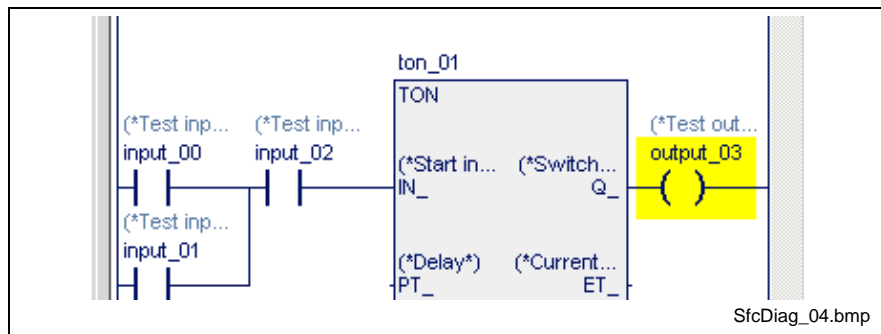 ton_01
TON
(*Test inp... (*Test inp... (*Test out...
input_00 input_02 output_03
(*Start in... (*Switch...
IN_ Q_
(*Test inp...
input_01
(*Delay*) (*Current...
PT_ ET_
SfcDiag_04.bmp